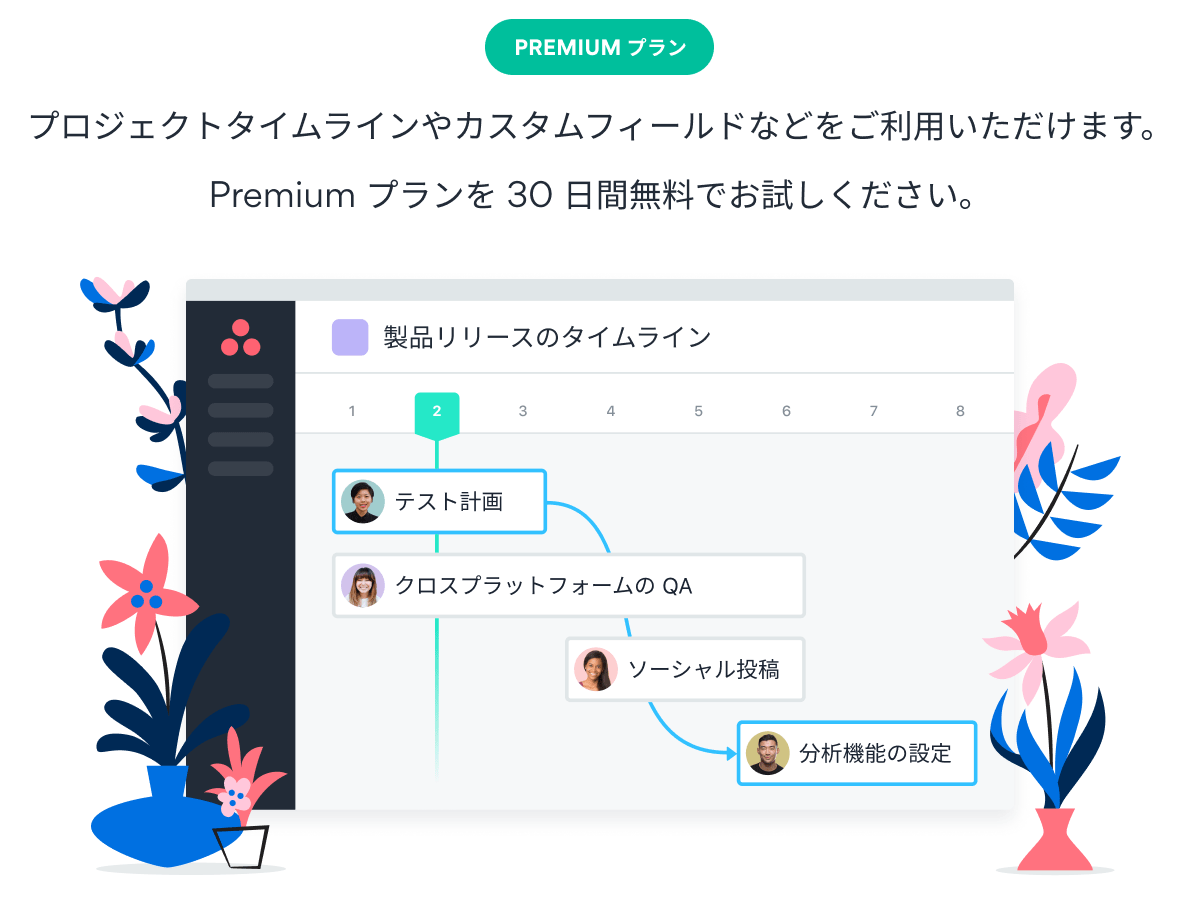 PREMIUM プラン
プロジェクトタイムラインやカスタムフィールドなどをご利用いただけます。
Premium プランを 30 日間無料でお試しください。
製品リリースのタイムライン
1 2 3 4 5 6 7 8
テスト計画
クロスプラットフォームの QA
ソーシャル投稿
分析機能の設定